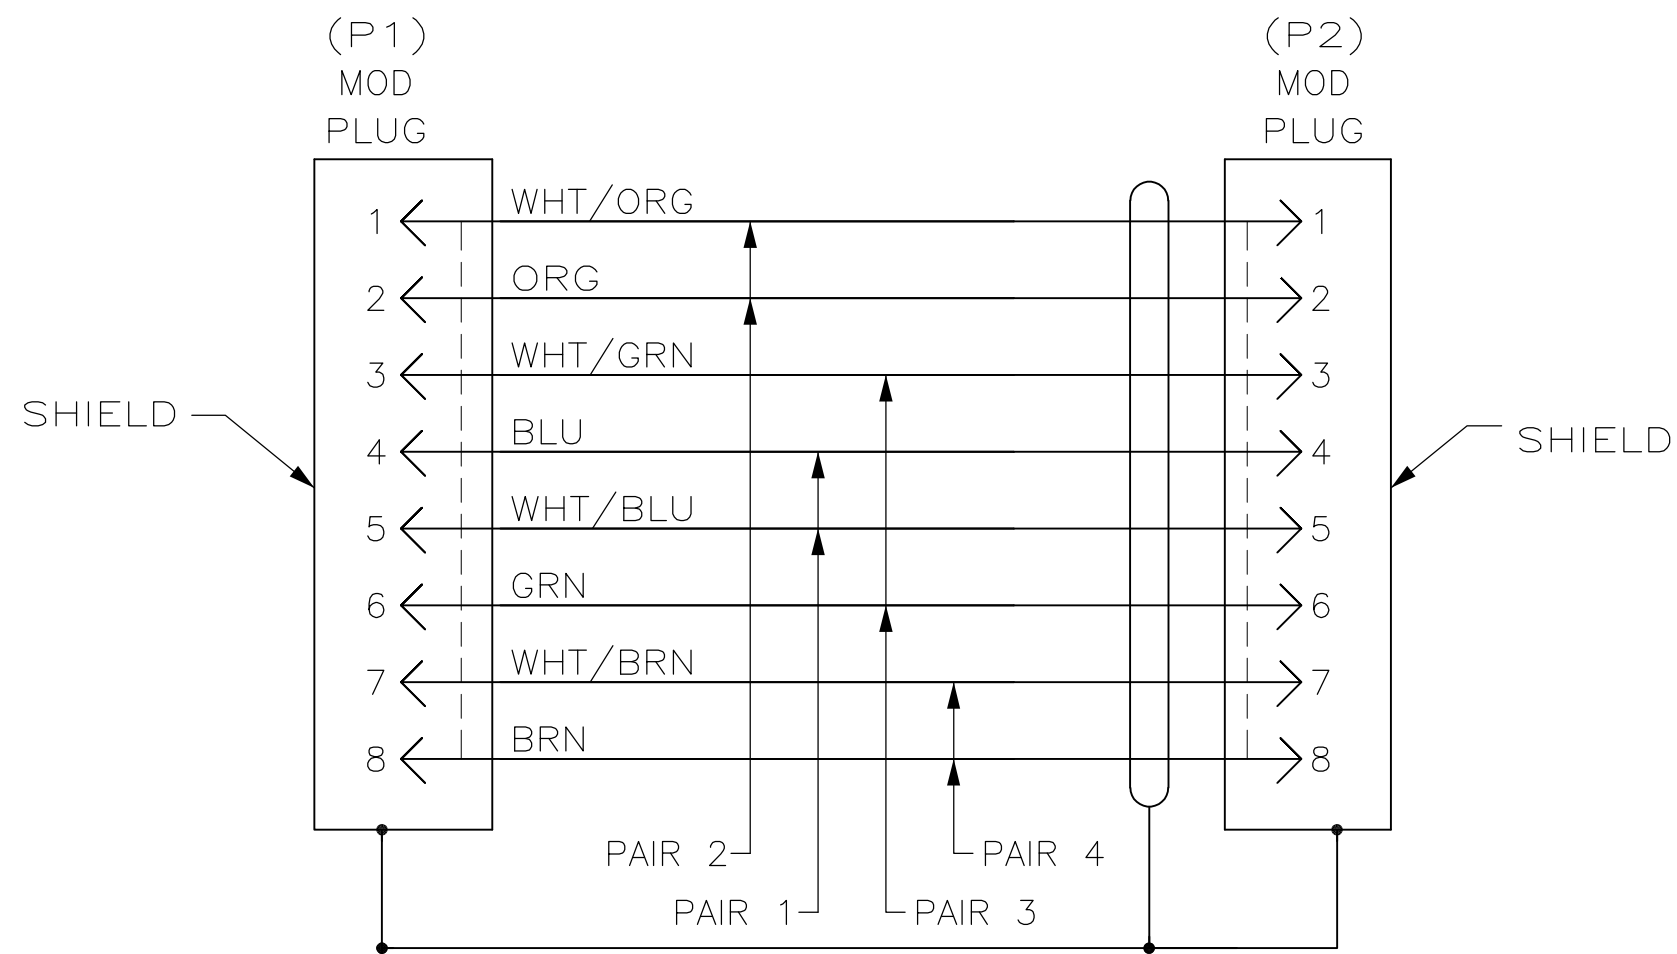 (P1)
MOD
PLUG
(P2)
MOD
PLUG
1 WHT/ORG 1
2 ORG 2
3 WHT/GRN 3
SHIELD
4 BLU 4
SHIELD
5 WHT/BLU 5
6 GRN 6
7 WHT/BRN 7
8 BRN 8
PAIR 2
PAIR 4
PAIR 1
PAIR 3